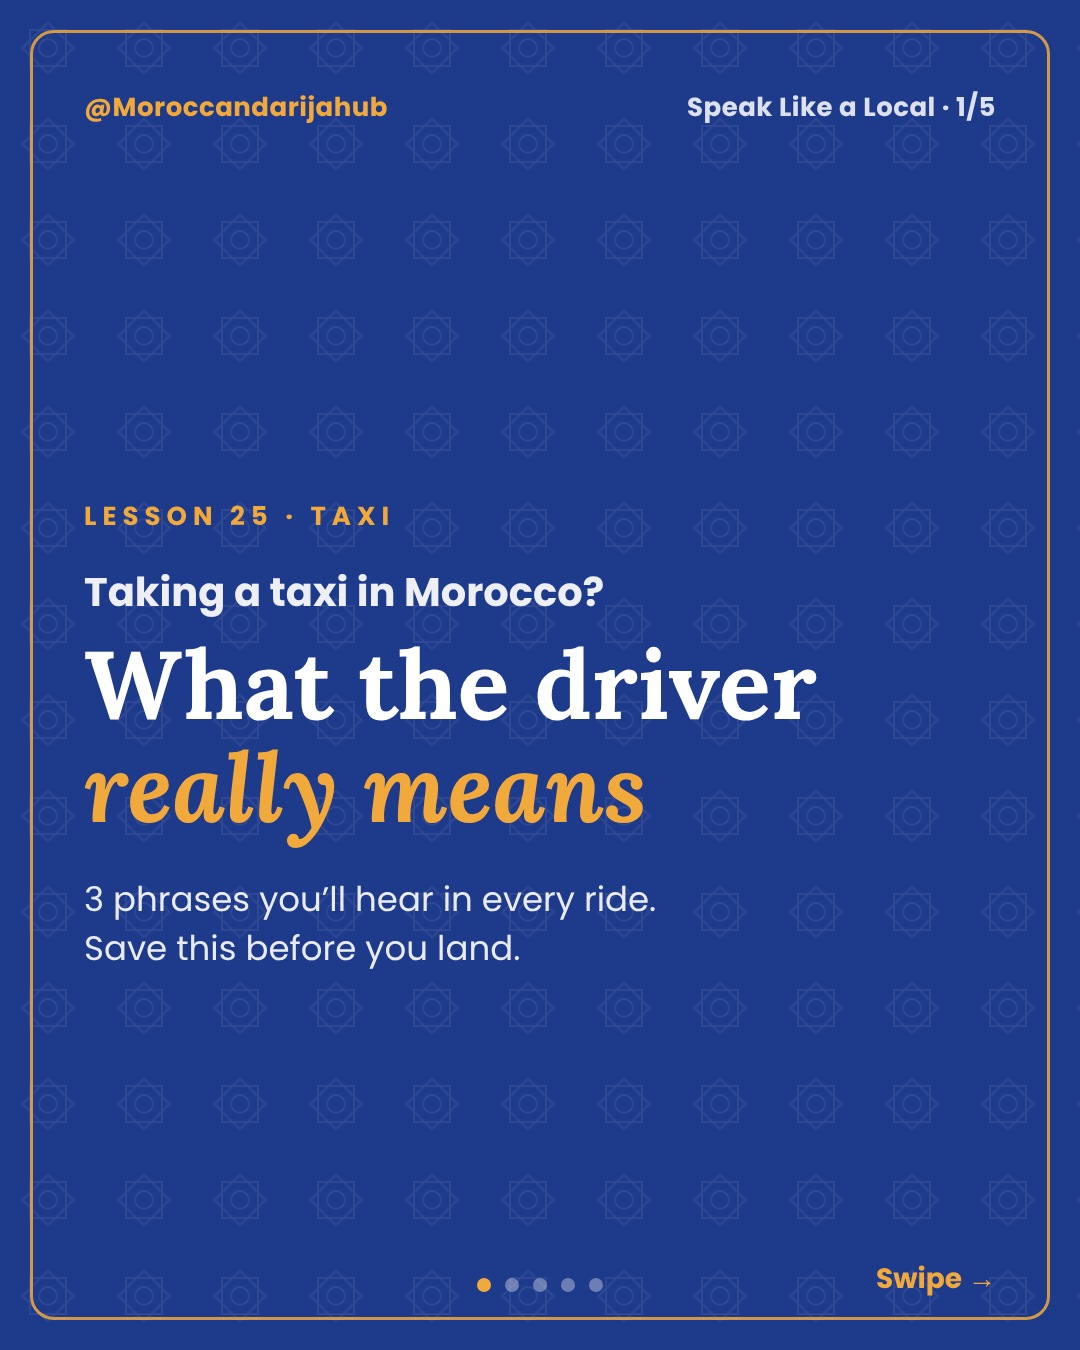 @Moroccandarijahub
Speak Like a Local · 1/5
LESSON 25 · TAXI
Taking a taxi in Morocco?
What the driver
really means
3 phrases you’ll hear in every ride.
Save this before you land.
Swipe →